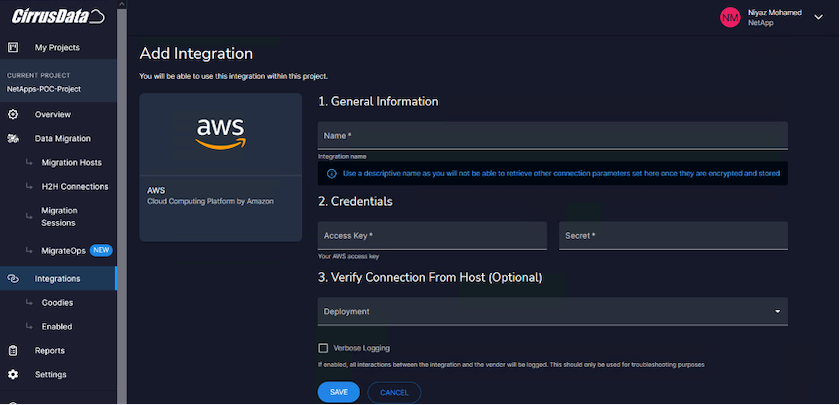 CirrusData
NM
Niyaz Mohamed
NetApp
My Projects
CURRENT PROJECT
NetApps-POC-Project
Overview
Data Migration
Migration Hosts
H2H Connections
Migration
Sessions
MigrateOps NEW
Integrations
Goodies
Enabled
Reports
Settings
Add Integration
You will be able to use this integration within this project.
aws
AWS
Cloud Computing Platform by Amazon
1. General Information
Name *
Integration name
Use a descriptive name as you will not be able to retrieve other connection parameters set here once they are encrypted and stored
2. Credentials
Access Key *
Secret *
Your AWS access key
3. Verify Connection From Host (Optional)
Deployment
Verbose Logging
If enabled, all interactions between the integration and the vendor will be logged. This should only be used for troubleshooting purposes
SAVE
CANCEL